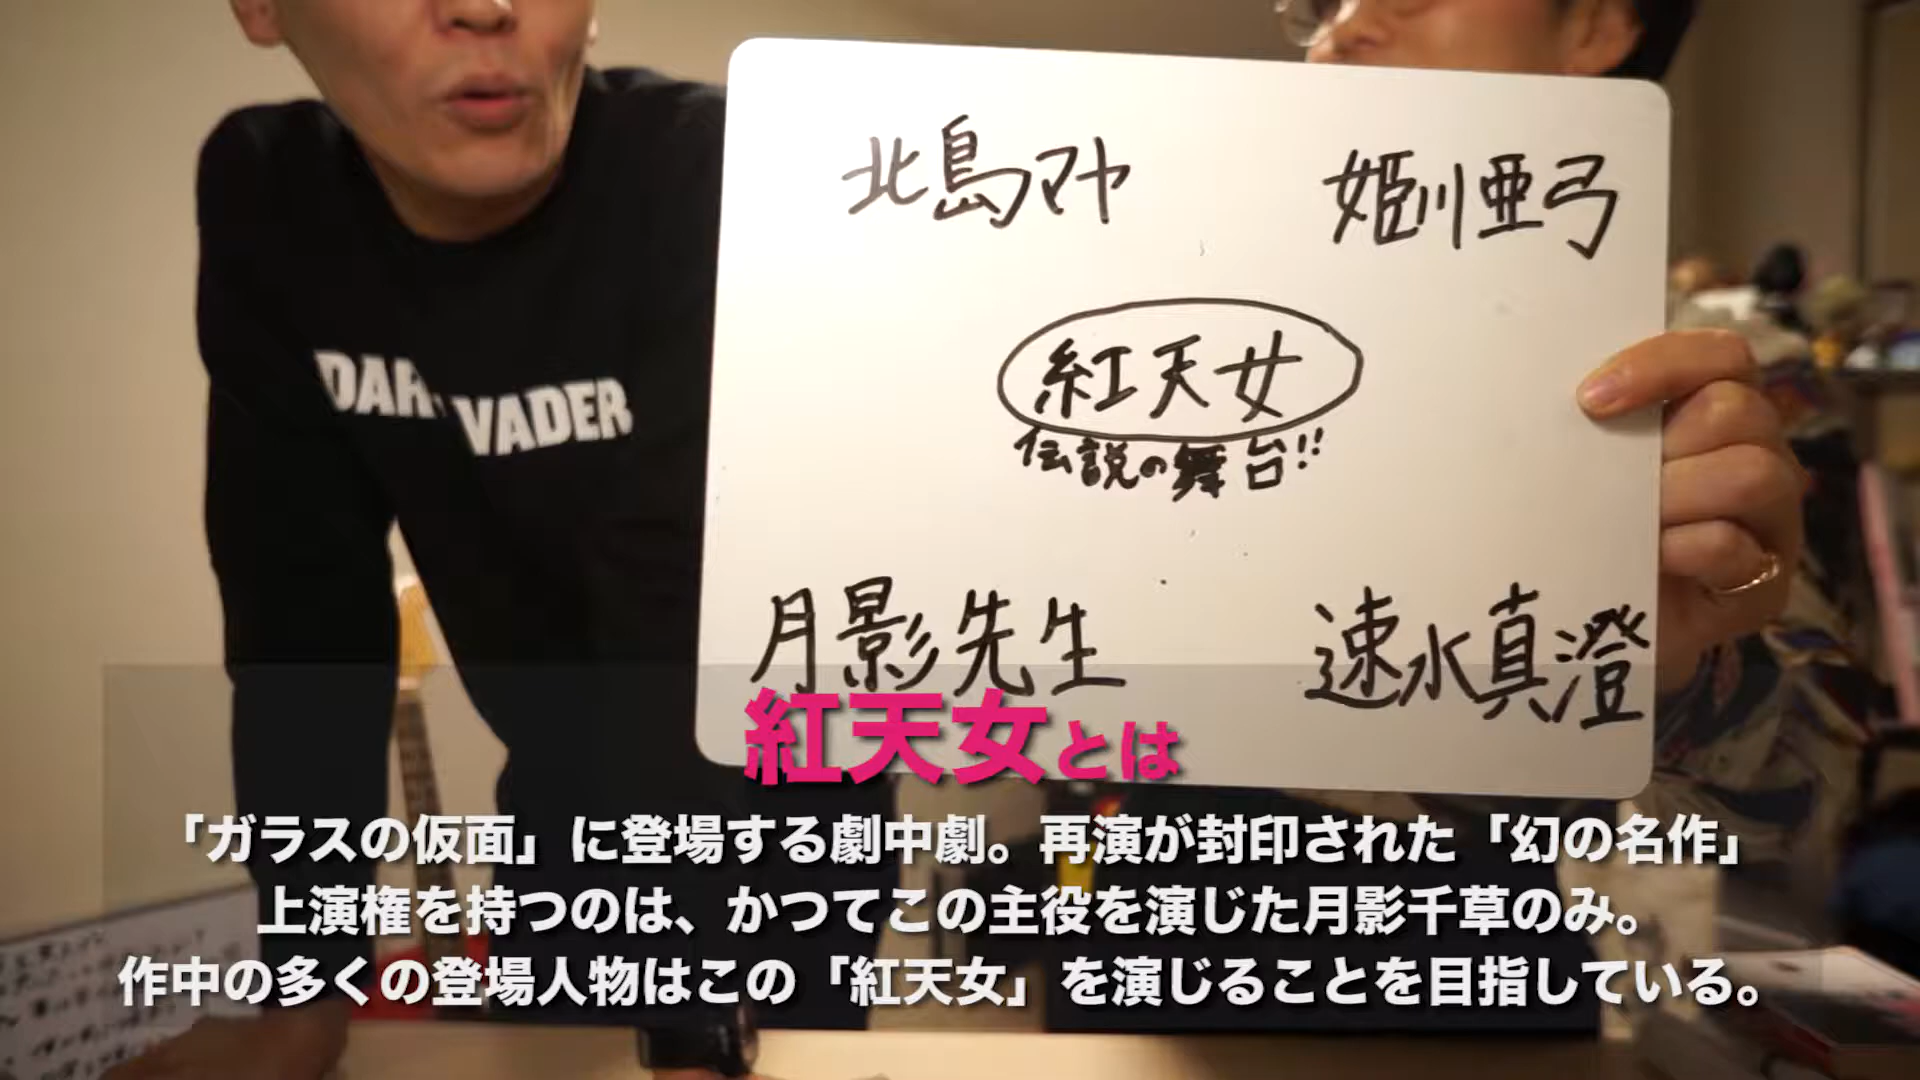 北島マヤ
姫川亜弓
DAR VADER
紅天女
伝説の舞台!!
月影先生
速水真澄
紅天女とは
「ガラスの仮面」に登場する劇中劇。再演が封印された「幻の名作」
上演権を持つのは、かつてこの主役を演じた月影千草のみ。
作中の多くの登場人物はこの「紅天女」を演じることを目指している。